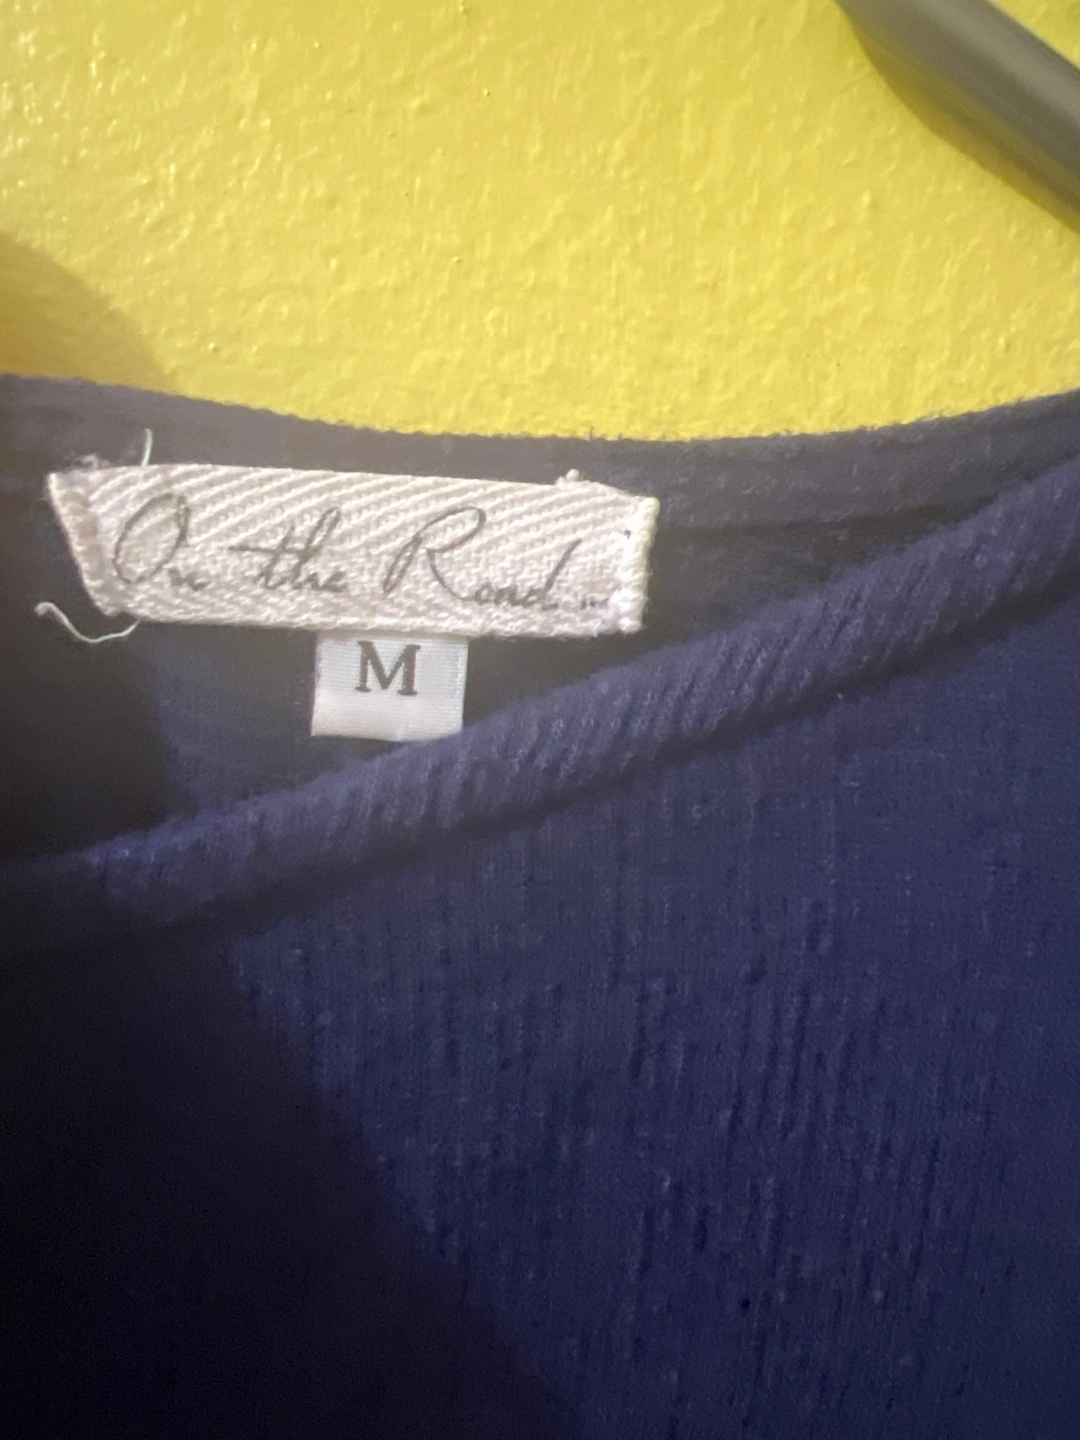 On the Road...
M